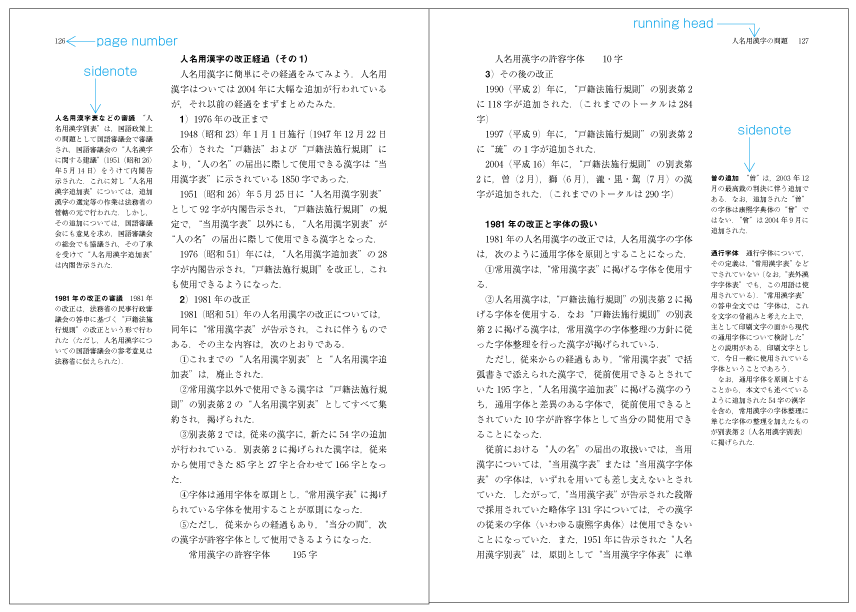 126
page number
sidenote
人名用漢字表などの審議 “人
名用漢字別表”は，国語政策上
の問題として国語審議会で審議
され，国語審議会の“人名漢字
に関する建議”（1951（昭和26）
年5月14日）をうけて内閣告
示された．これに対し“人名用
漢字追加表”については，追加
漢字の選定等の作業は法務省の
管轄の元で行われた．しかし，
その追加については，国語審議
会にも意見を求め，国語審議会
の総会でも協議され，その了承
を受けて“人名用漢字追加表”
は内閣告示された．
1981年の改正の審議 1981年
の改正は，法務省の民事行政審
議会の答申に基づく“戸籍法施
行規則”の改正という形で行わ
れた（ただし，人名用漢字につ
いての国語審議会の参考意見は
法務省に伝えられた）．
人名用漢字の改正経過（その1）
人名用漢字に簡単にその経過をみてみよう．人名用
漢字はついては2004年に大幅な追加が行われている
が，それ以前の経過をまずまとめたみた．
1）1976年の改正まで
1948（昭和23）年1月1日施行（1947年12月22日
公布）された“戸籍法”および“戸籍法施行規則”に
より，“人の名”の届出に際して使用できる漢字は“当
用漢字表”に示されている1850字であった．
1951（昭和26）年5月25日に“人名用漢字別表”
として92字が内閣告示され，“戸籍法施行規則”の規
定で，“当用漢字表”以外にも，“人名用漢字別表”が
“人の名”の届出に際して使用できる漢字となった．
1976（昭和51）年には，“人名用漢字追加表”の28
字が内閣告示され，“戸籍法施行規則”を改正し，これ
も使用できるようになった．
2）1981年の改正
1981（昭和51）年の人名用漢字の改正については，
同年に“常用漢字表”が告示され，これに伴うもので
ある．その主な内容は，次のとおりである．
①これまでの“人名用漢字別表”と“人名用漢字追
加表”は，廃止された．
②常用漢字以外で使用できる漢字は“戸籍法施行規
則”の別表第2の“人名用漢字別表”としてすべて集
約され，掲げられた．
③別表第2では，従来の漢字に，新たに54字の追加
が行われている．別表第2に掲げられた漢字は，従来
から使用できた85字と27字と合わせて166字となっ
た．
④字体は通用字体を原則とし，“常用漢字表”に掲げ
られている字体を使用することが原則になった．
⑤ただし，従来からの経過もあり，“当分の間”，次
の漢字が許容字体として使用できるようになった．
常用漢字の許容字体 195字
running head
人名用漢字の問題 127
人名用漢字の許容字体 10字
3）その後の改正
1990（平成2）年に，“戸籍法施行規則”の別表第2
に118字が追加された．（これまでのトータルは284
字）
1997（平成9）年に，“戸籍法施行規則”の別表第2
に“琉”の1字が追加された．
2004（平成16）年に，“戸籍法施行規則”の別表第
2に，曽（2月），獅（6月），瀧・里・駕（7月）の漢
字が追加された．（これまでのトータルは290字）
1981年の改正と字体の扱い
1981年の人名用漢字の改正では，人名用漢字の字体
は，次のように通用字体を原則とすることになった．
①常用漢字は，“常用漢字表”に掲げる字体を使用す
る．
②人名用漢字は，“戸籍法施行規則”の別表第2に掲
げる字体を使用する．なお“戸籍法施行規則”の別表
第2に掲げる漢字は，常用漢字の字体整理の方針に従
った字体整理を行った漢字が掲げられている．
ただし，従来からの経過もあり，“常用漢字表”で括
弧書きで添えられた漢字で，従前使用できるとされて
いた195字と，“人名用漢字追加表”に掲げる漢字のう
ち，通用字体と差異のある字体で，従前使用できると
されていた10字が許容字体として当分の間使用でき
ることになった．
従前における“人の名”の届出の取扱いでは，当用
漢字については，“当用漢字表”または“当用漢字字体
表”の字体は，いずれを用いても差し支えないとされ
ていた．したがって，“当用漢字表”が告示された段階
で採用されていた略体字131字については，その漢字
の従来の字体（いわゆる康煕字典体）は使用できない
ことになっていた．また，1951年に告示された“人名
用漢字別表”は，原則として“当用漢字字体表”に準
sidenote
曽の追加 “曽”は，2003年12
月の最高裁の判決に伴う追加で
ある．なお，追加された“曽”
の字体は康煕字典体の“曾”で
はない．“曾”は2004年9月に
追加された．
通行字体 通用字体について，
その定義は，“常用漢字表”など
でされていない（なお，“表外漢
字字体表”でも，この用語は使
用されている）．“常用漢字表”
の答申全文では“字体は，これ
を文字の骨組みと考えた上で，
主として印刷文字の面から現代
の通用字体について検討した”
との説明がある．印刷文字とし
て，今日一般に使用されている
字体ということであろう．
なお，通用字体を原則とする
ことから，本文でも述べている
ように追加された54字の漢字
を含め，常用漢字の字体整理に
準じた字体の整理を加えたもの
が別表第2（人名用漢字別表）
に掲げられた．